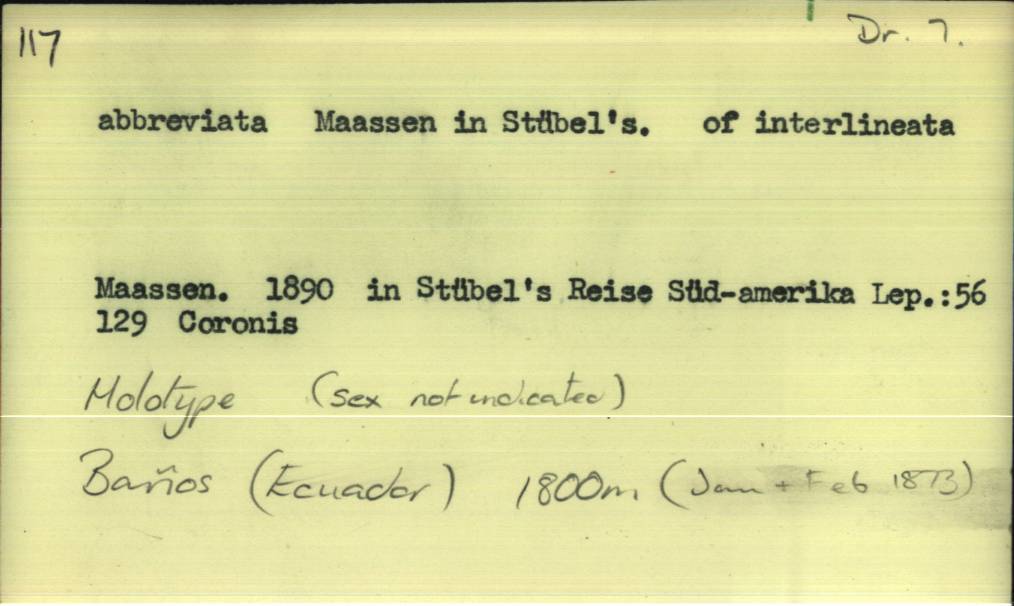 117
Dr. 7.
abbreviata Maassen in Stübel's. of interlineata
Maassen. 1890 in Stübel's Reise Süd-amerika Lep.:56
129 Coronis
Holotype (sex not indicated)
Baños (Ecuador) 1800m (Jan + Feb 1873)